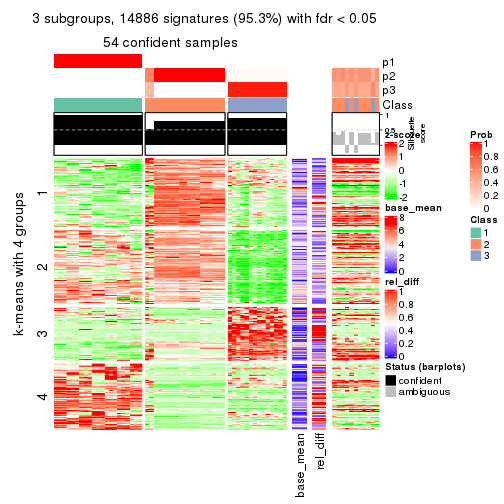 3 subgroups, 14886 signatures (95.3%) with fdr < 0.05
54 confident samples
p1
p2
p3
Class
1
0.5
Silhouette
score
k-means with 4 groups
1
2
3
4
base_mean
rel_diff
z-score
2
1
0
-1
-2
base_mean
8
6
4
2
0
rel_diff
1
0.8
0.6
0.4
0.2
0
Status (barplots)
confident
ambiguous
Prob
1
0.8
0.6
0.4
0.2
0
Class
1
2
3